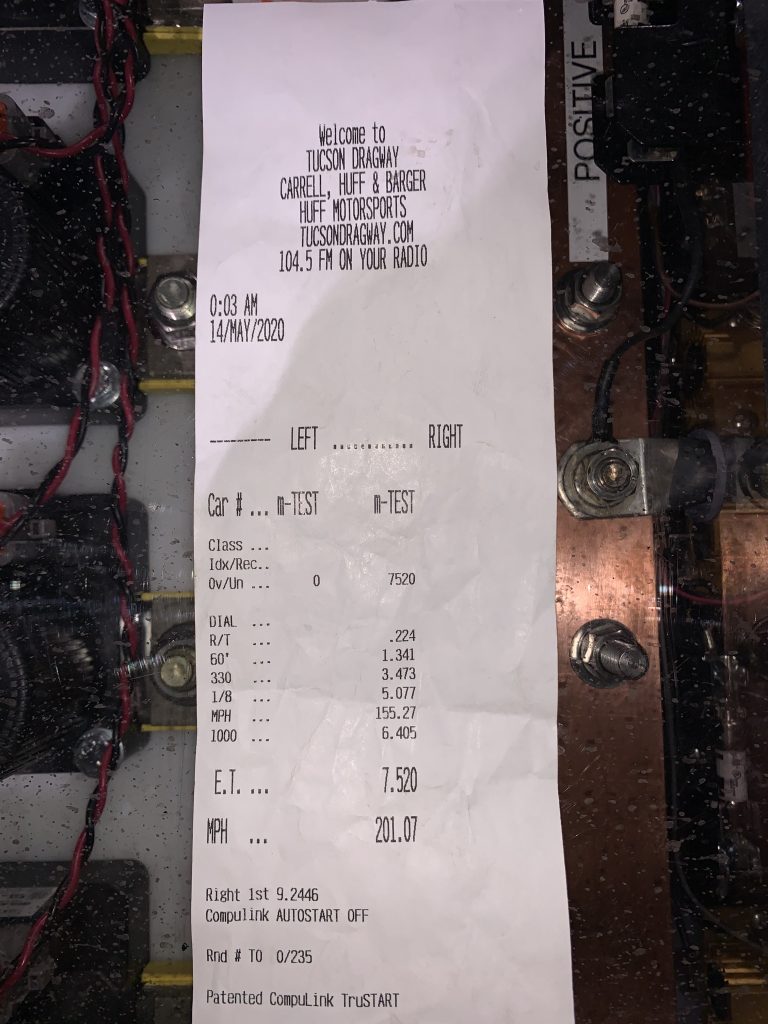 Welcome to
TUCSON DRAGWAY
CARRELL, HUFF & BARGER
HUFF MOTORSPORTS
TUCSONDRAGWAY.COM
104.5 FM ON YOUR RADIO
0:03 AM
14/MAY/2020
--------- LEFT ............. RIGHT
Car # ... m-TEST m-TEST
Class ...
Idx/Rec..
Ov/Un ... 0 7520
DIAL ...
R/T ... .224
60' ... 1.341
330 ... 3.473
1/8 ... 5.077
MPH ... 155.27
1000 ... 6.405
E.T. ... 7.520
MPH ... 201.07
Right 1st 9.2446
Compulink AUTOSTART OFF
Rnd # TO 0/235
Patented CompuLink TruSTART
POSITIVE